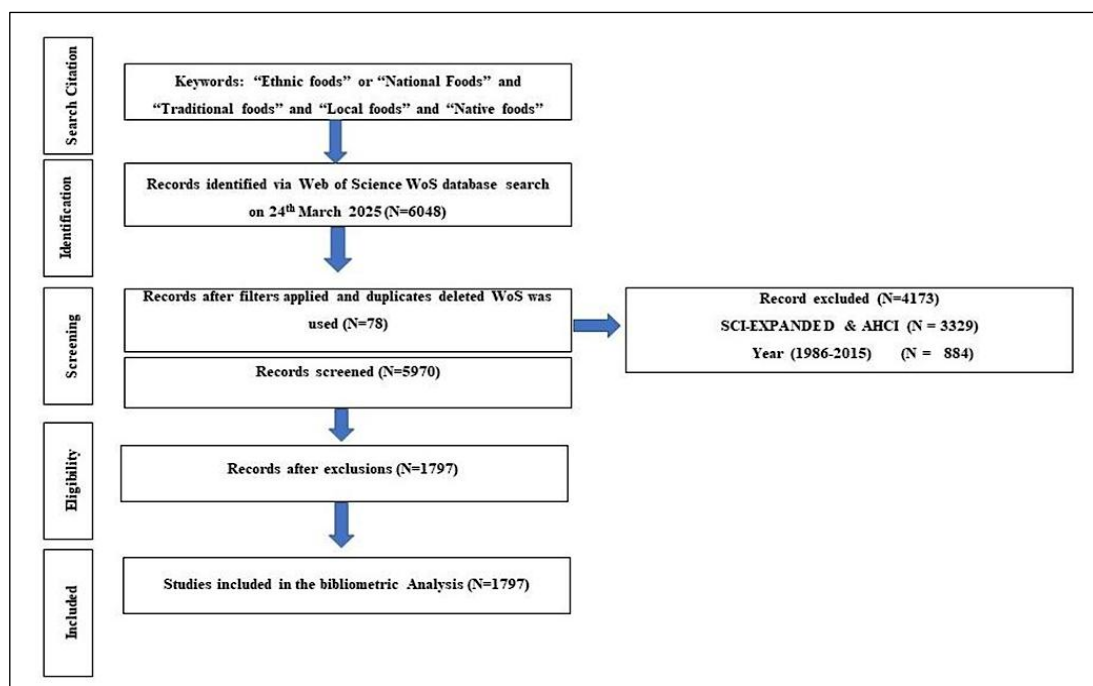 Search Citation
Keywords: “Ethnic foods” or “National Foods” and
“Traditional foods” and “Local foods” and “Native foods”
Identification
Records identified via Web of Science WoS database search
on 24th March 2025 (N=6048)
Screening
Records after filters applied and duplicates deleted WoS was
used (N=78)
Record excluded (N=4173)
SCI-EXPANDED & AHCI (N = 3329)
Year (1986-2015) (N = 884)
Records screened (N=5970)
Eligibility
Records after exclusions (N=1797)
Included
Studies included in the bibliometric Analysis (N=1797)